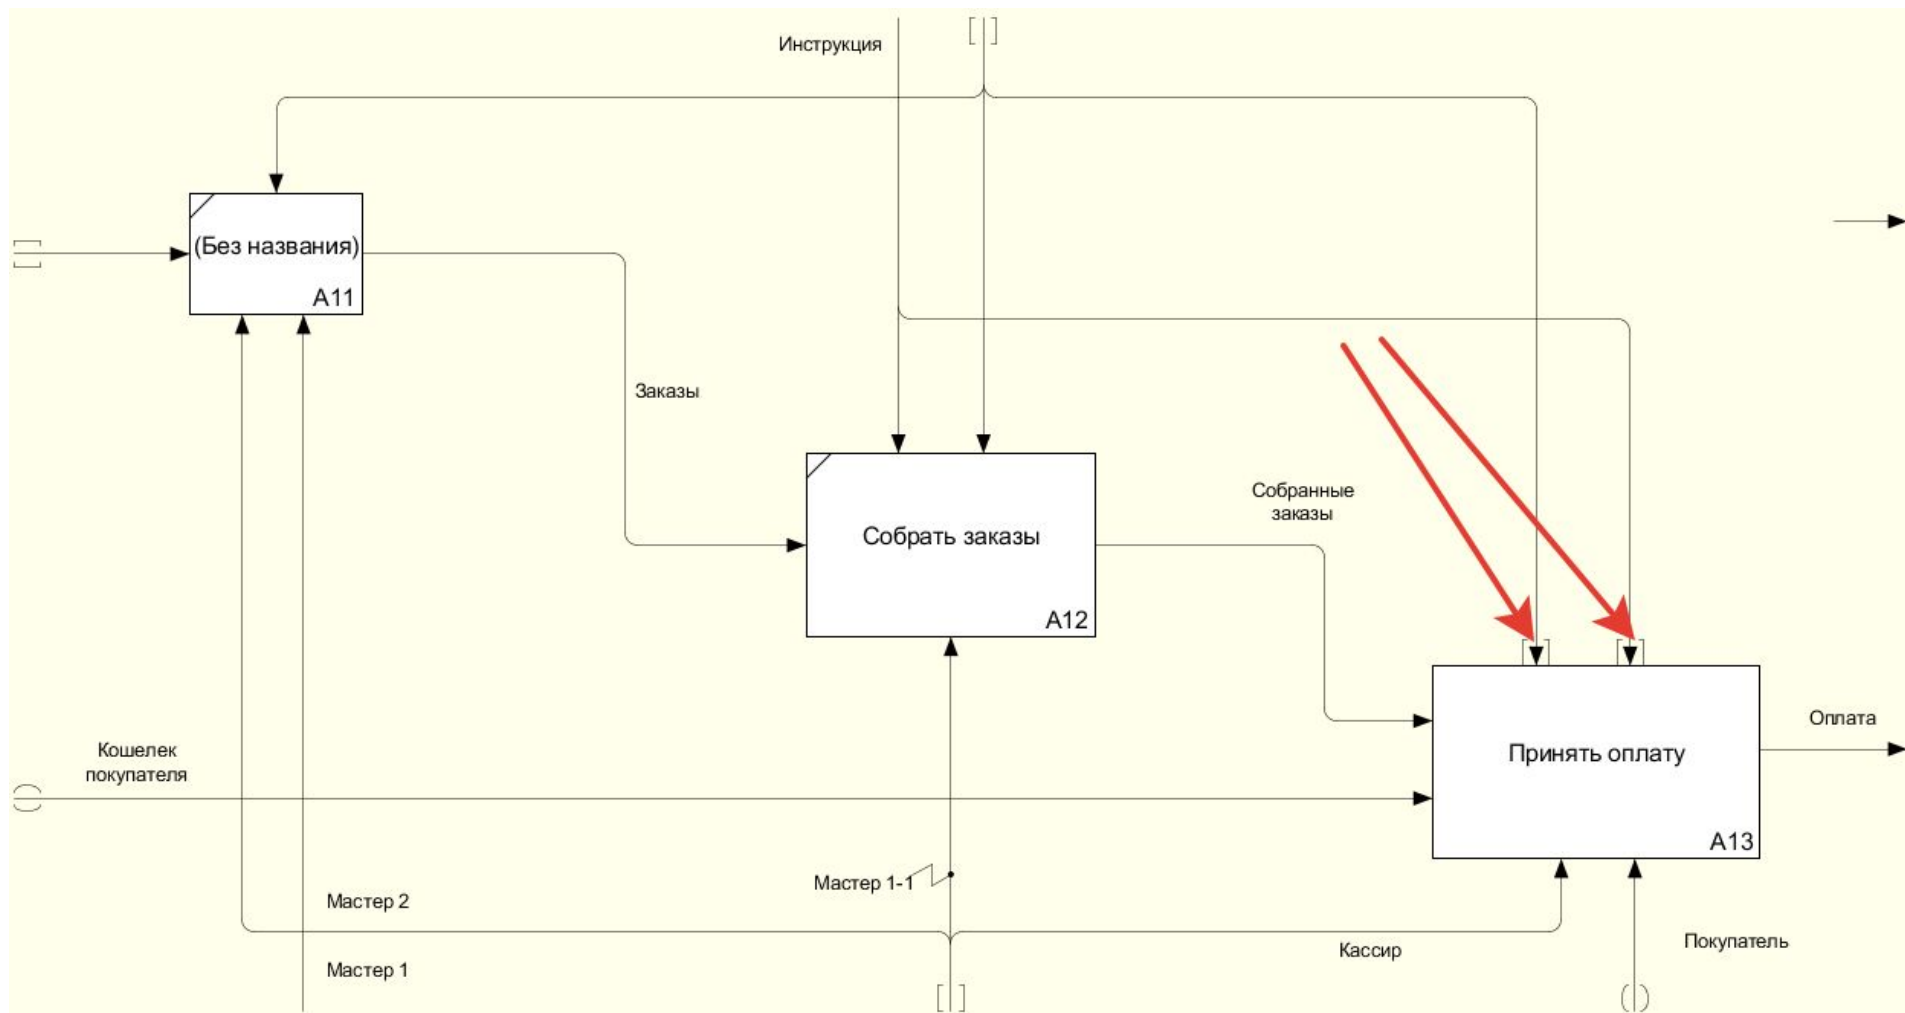 Инструкция
(Без названия)
A11
Заказы
Собрать заказы
A12
Собранные
заказы
Принять оплату
A13
Оплата
Кошелек
покупателя
Мастер 1-1
Мастер 2
Мастер 1
Кассир
Покупатель